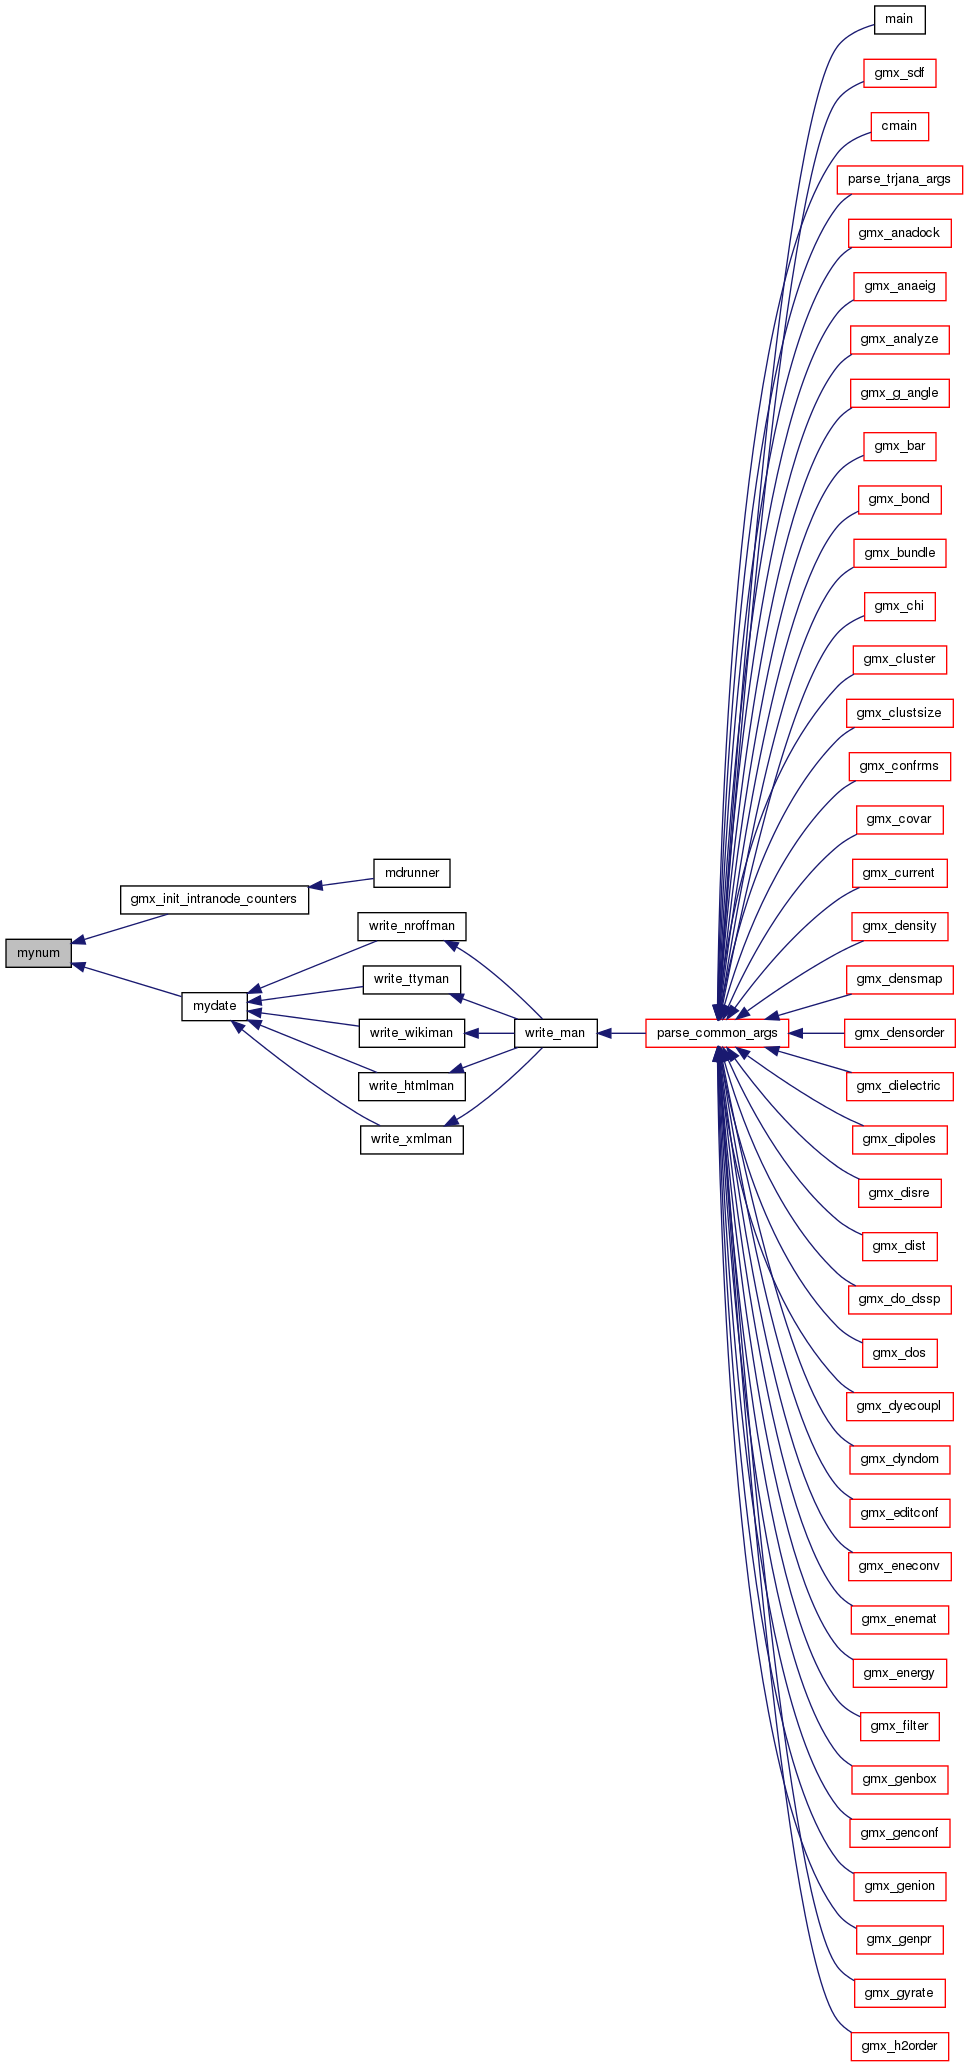 main
gmx_sdf
cmain
parse_trjana_args
gmx_anadock
gmx_anaeig
gmx_analyze
gmx_g_angle
gmx_bar
gmx_bond
gmx_bundle
gmx_chi
gmx_cluster
gmx_clustsize
gmx_confrms
gmx_covar
mdrunner
gmx_current
gmx_init_intranode_counters
write_nroffman
gmx_density
mynum
write_ttyman
gmx_densmap
mydate
write_wikiman
write_man
parse_common_args
gmx_densorder
write_htmlman
gmx_dielectric
write_xmlman
gmx_dipoles
gmx_disre
gmx_dist
gmx_do_dssp
gmx_dos
gmx_dyecoupl
gmx_dyndom
gmx_editconf
gmx_eneconv
gmx_enemat
gmx_energy
gmx_filter
gmx_genbox
gmx_genconf
gmx_genion
gmx_genpr
gmx_gyrate
gmx_h2order